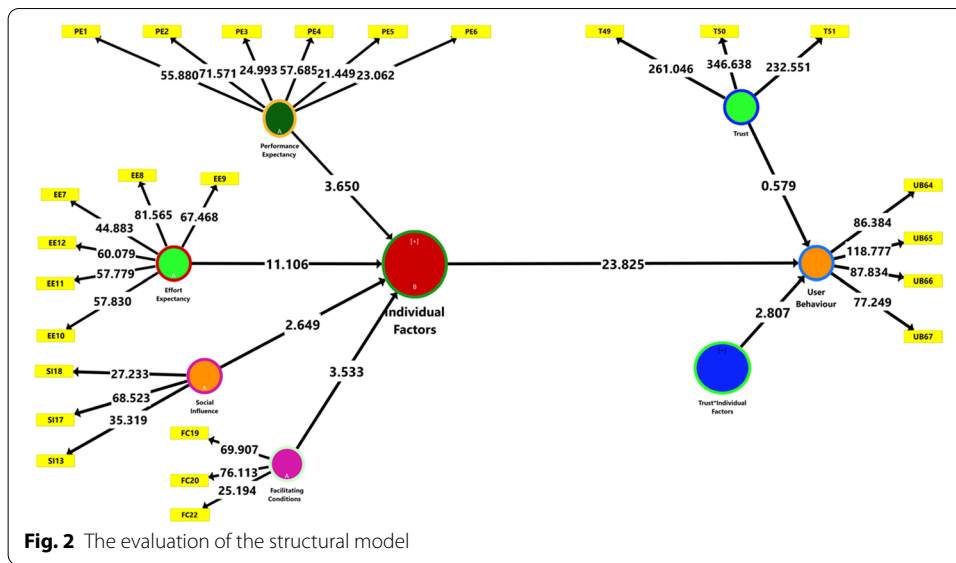 PE1
PE2
PE3
PE4
PE5
PE6
55.880
71.571
24.993
57.685
21.449
23.062
A
Performance
Expectancy
T49
T50
T51
261.046
346.638
232.551
Trust
3.650
0.579
EE7
EE8
EE9
EE12
EE11
EE10
44.883
81.565
67.468
60.079
57.779
57.830
A
Effort
Expectancy
11.106
[+]
B
Individual
Factors
23.825
User
Behaviour
UB64
UB65
UB66
UB67
86.384
118.777
87.834
77.249
2.649
3.533
2.807
[+]
Trust*Individual
Factors
SI18
SI17
SI13
27.233
68.523
35.319
A
Social
Influence
FC19
FC20
FC22
69.907
76.113
25.194
A
Facilitating
Conditions
Fig. 2 The evaluation of the structural model